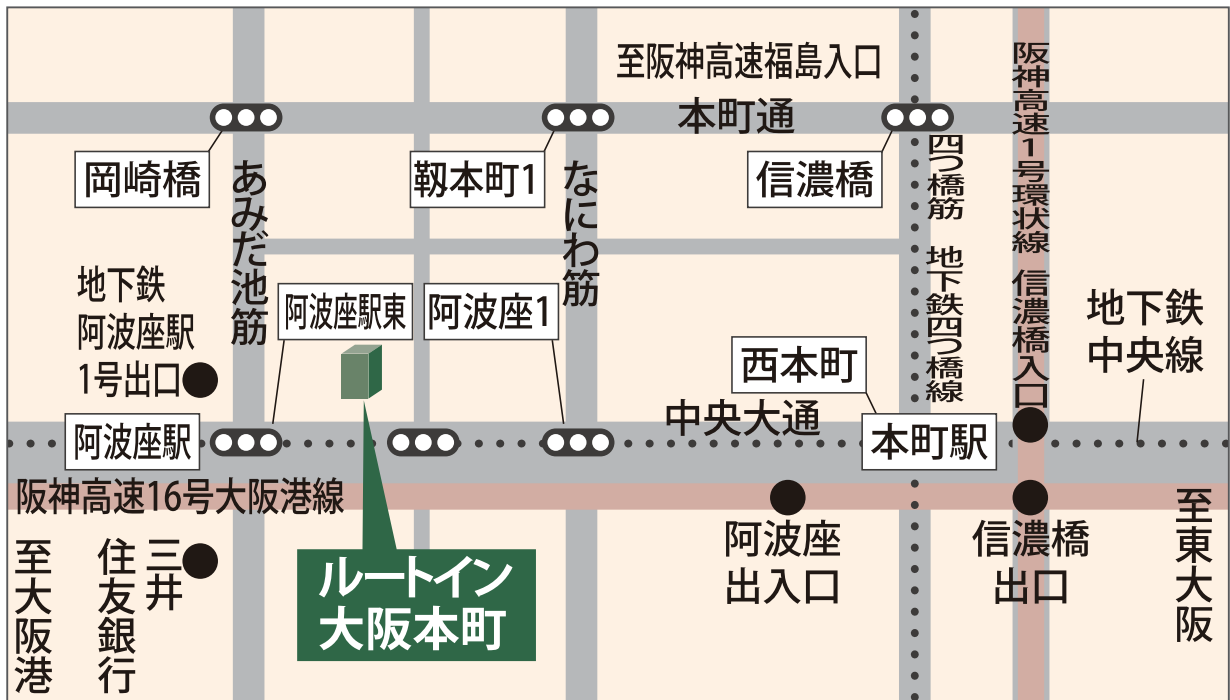 至阪神高速福島入口
本町通
阪神高速1号環状線 信濃橋入口
岡崎橋
あみだ池筋
靱本町1
なにわ筋
信濃橋
四つ橋筋 地下鉄四つ橋線
地下鉄
阿波座駅
1号出口
阿波座駅東
阿波座1
西本町
地下鉄
中央線
中央大通
阿波座駅
本町駅
阪神高速16号大阪港線
至大阪港
三井
住友銀行
ルートイン
大阪本町
阿波座
出入口
信濃橋
出口
至東大阪